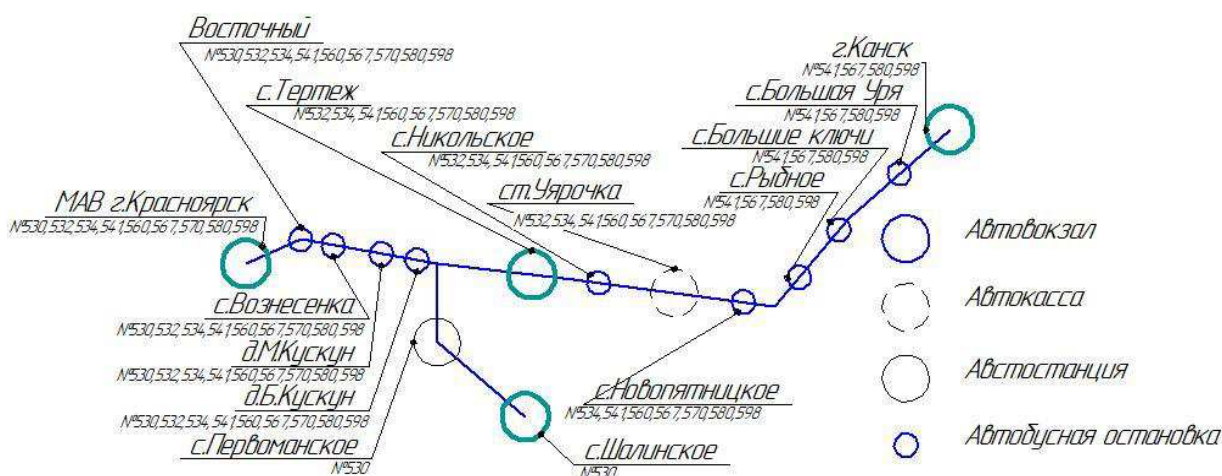 Восточный
№530,532,534,541,560,567,570,580,598
с.Тертеж
№532,534,541,560,567,570,580,598
с.Никольское
№532,534,541,560,567,570,580,598
ст.Уярочка
№532,534,541,560,567,570,580,598
г.Канск
№541,567,580,598
с.Большая Уря
№541,567,580,598
с.Большие ключи
№541,567,580,598
с.Рыбное
№541,567,580,598
МАВ г.Красноярск
№530,532,534,541,560,567,570,580,598
с.Вознесенка
№530,532,534,541,560,567,570,580,598
д.М.Кускун
№530,532,534,541,560,567,570,580,598
д.Б.Кускун
№530,532,534,541,560,567,570,580,598
с.Первоманское
№530
с.Шалинское
№530
с.Новопятницкое
№534,541,560,567,570,580,598
Автовокзал
Автокасса
Австостанция
Автобусная остановка